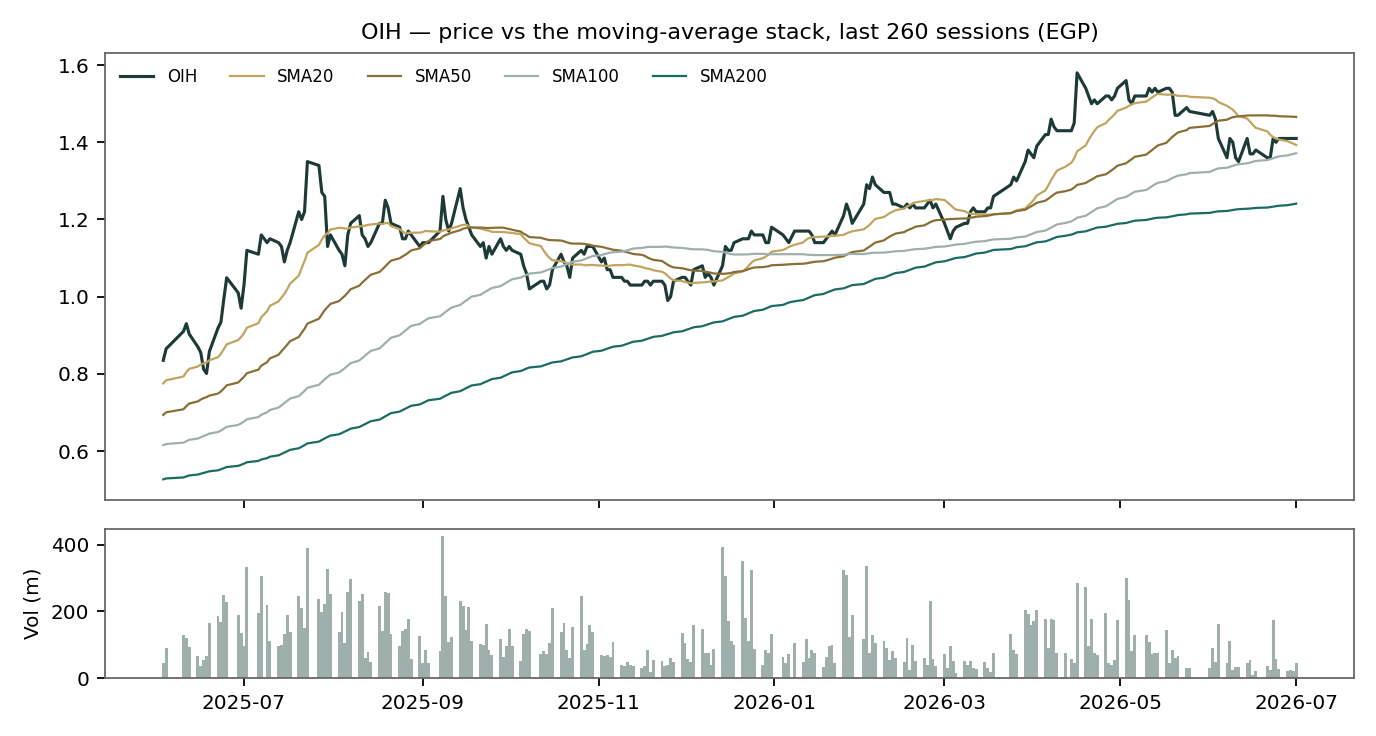 OIH — price vs the moving-average stack, last 260 sessions (EGP)
OIH SMA20 SMA50 SMA100 SMA200
1.6
1.4
1.2
1.0
0.8
0.6
Vol (m)
400
200
0
2025-07 2025-09 2025-11 2026-01 2026-03 2026-05 2026-07